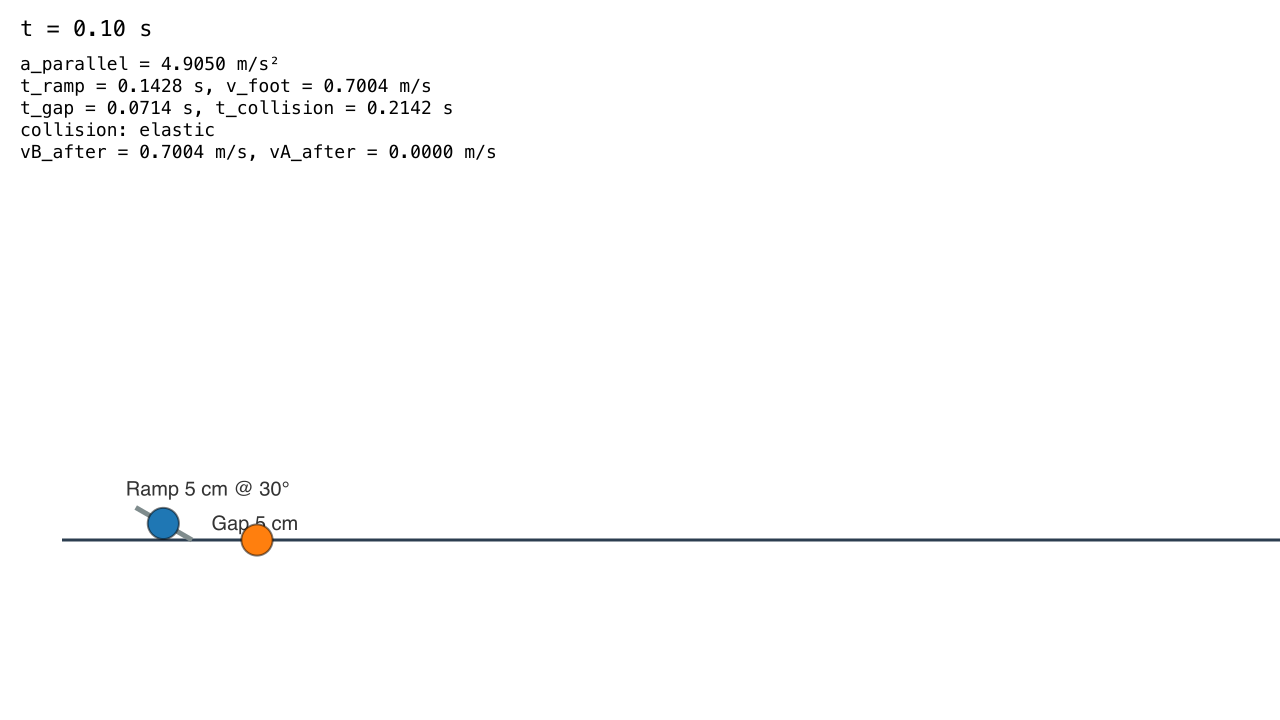 t = 0.10 s
a_parallel = 4.9050 m/s²
t_ramp = 0.1428 s, v_foot = 0.7004 m/s
t_gap = 0.0714 s, t_collision = 0.2142 s
collision: elastic
vB_after = 0.7004 m/s, vA_after = 0.0000 m/s
Ramp 5 cm @ 30°
Gap 5 cm